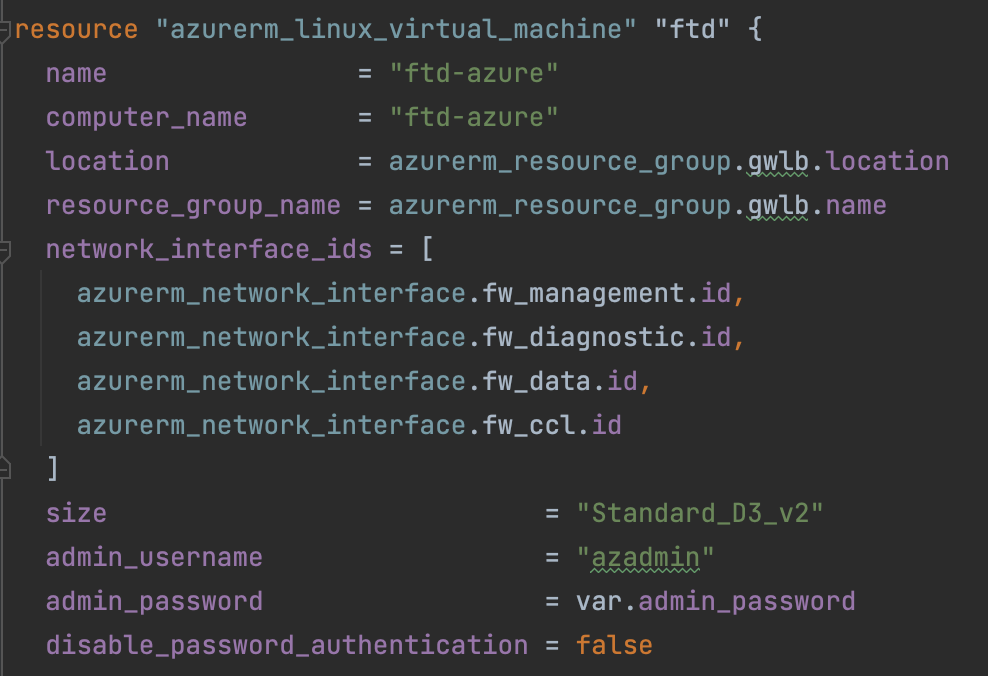 resource "azurerm_linux_virtual_machine" "ftd" {
  name                = "ftd-azure"
  computer_name       = "ftd-azure"
  location            = azurerm_resource_group.gwlb.location
  resource_group_name = azurerm_resource_group.gwlb.name
  network_interface_ids = [
    azurerm_network_interface.fw_management.id,
    azurerm_network_interface.fw_diagnostic.id,
    azurerm_network_interface.fw_data.id,
    azurerm_network_interface.fw_ccl.id
  ]
  size                            = "Standard_D3_v2"
  admin_username                  = "azadmin"
  admin_password                  = var.admin_password
  disable_password_authentication = false